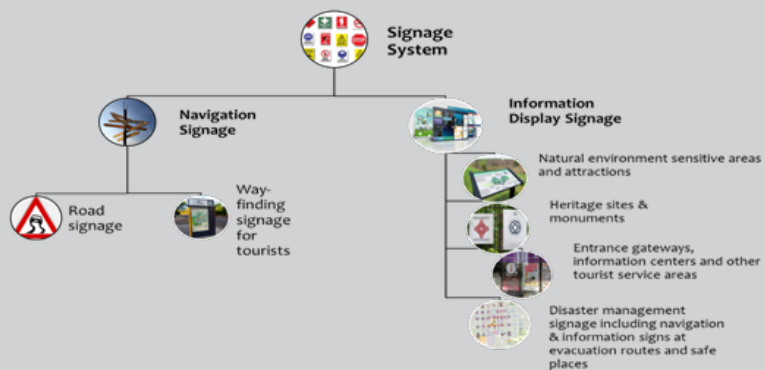 Signage
System
Navigation
Signage
Information
Display Signage
Road
signage
Way-
finding
signage
for
tourists
Natural environment sensitive areas
and attractions
Heritage sites &
monuments
Entrance gateways,
information centers and other
tourist service areas
Disaster management
signage including navigation
& information signs at
evacuation routes and safe
places